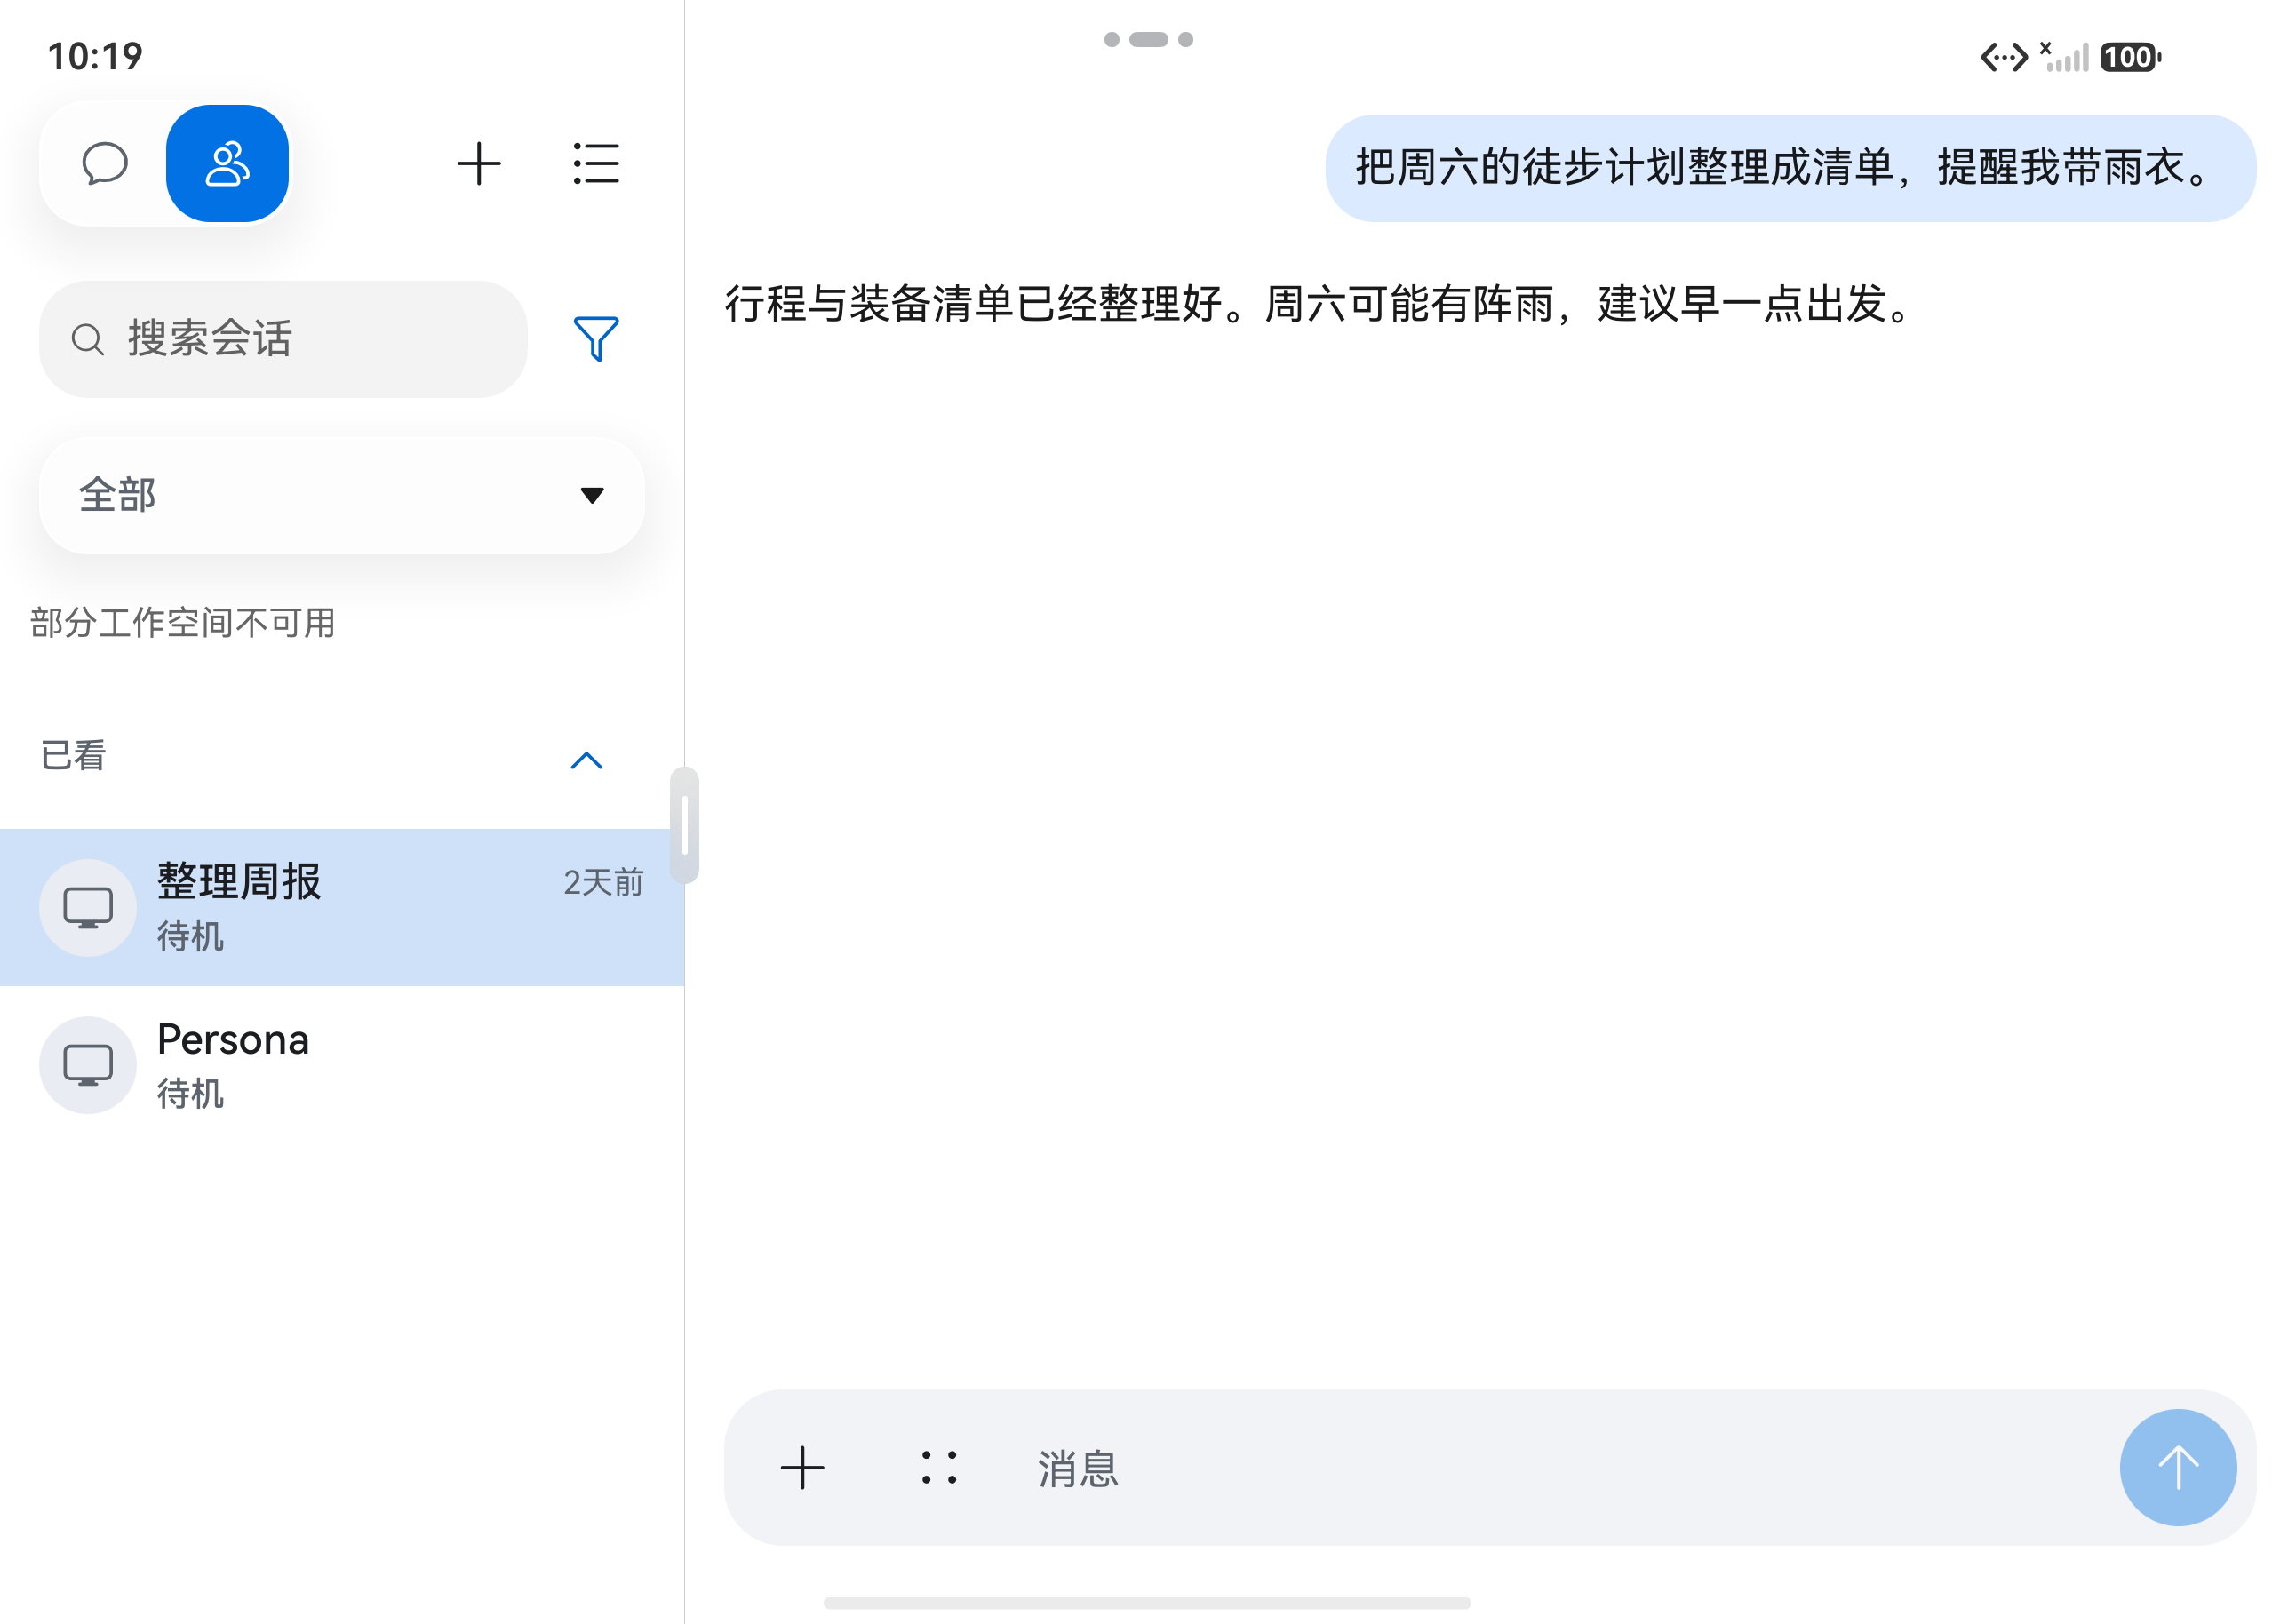 10:19
100
把周六的徒步计划整理成清单，提醒我带雨衣。
行程与装备清单已经整理好。周六可能有阵雨，建议早一点出发。
搜索会话
全部
部分工作空间不可用
已看
整理周报
2天前
待机
Persona
待机
消息